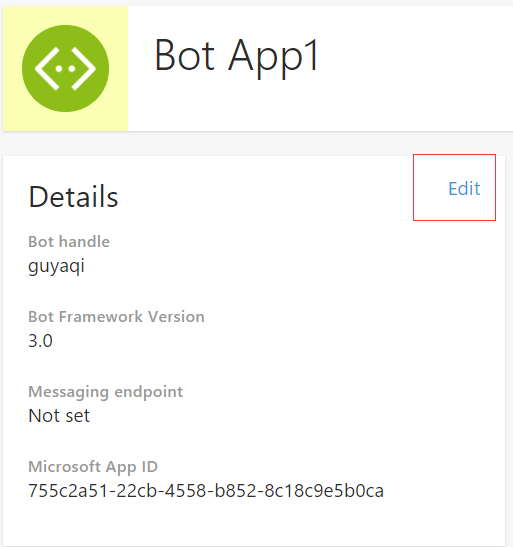 Bot App1
Details
Edit
Bot handle
guyaqi
Bot Framework Version
3.0
Messaging endpoint
Not set
Microsoft App ID
755c2a51-22cb-4558-b852-8c18c9e5b0ca